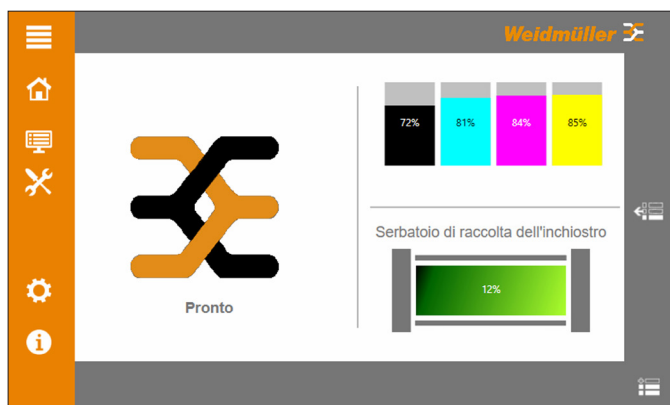 Weidmüller
72%
81%
84%
85%
Serbatoio di raccolta dell'inchiostro
12%
Pronto